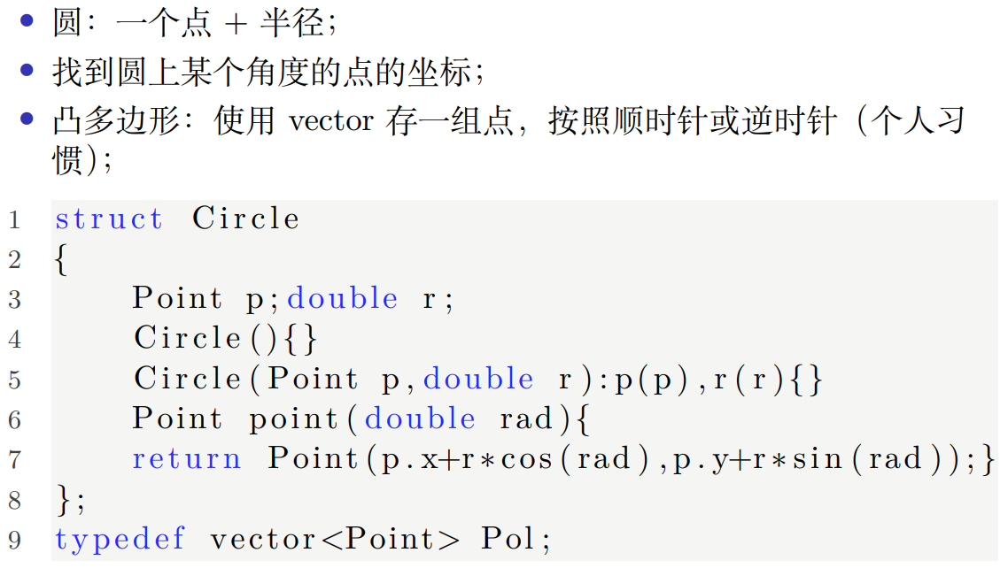 • 圆：一个点 + 半径；
• 找到圆上某个角度的点的坐标；
• 凸多边形：使用 vector 存一组点，按照顺时针或逆时针（个人习
惯）；
1 struct Circle
2 {
3     Point p;double r;
4     Circle(){}
5     Circle(Point p,double r):p(p),r(r){}
6     Point point(double rad){
7     return Point(p.x+r*cos(rad),p.y+r*sin(rad));}
8 };
9 typedef vector<Point> Pol;